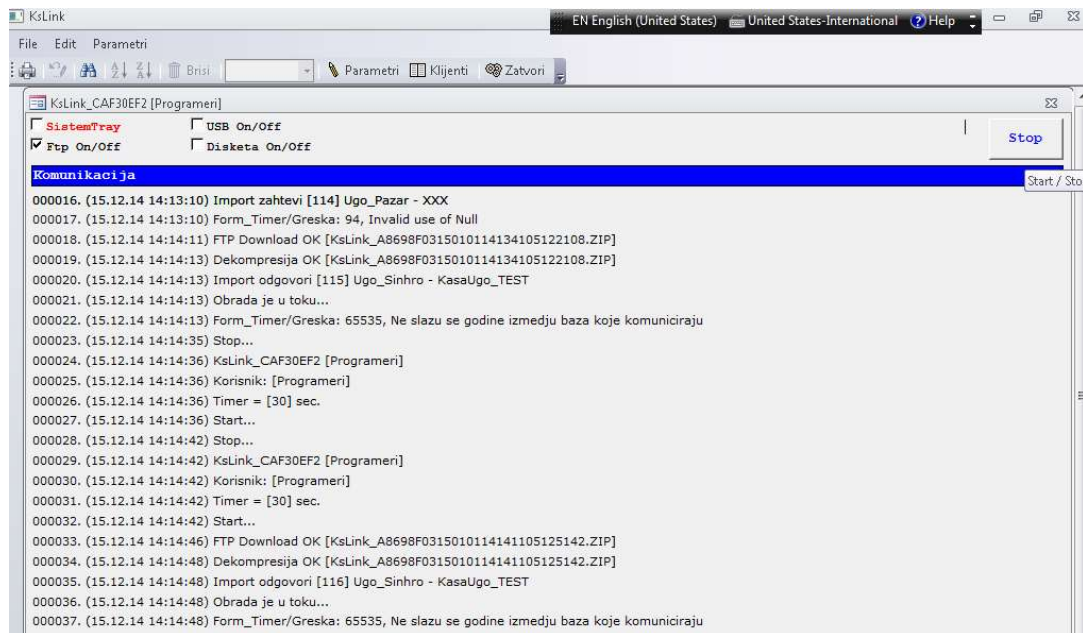 KsLink
EN English (United States) United States-International Help
File Edit Parametri
Brisi Parametri Klijenti Zatvori
KsLink_CAF30EF2 [Programeri]
SistemTray USB On/Off
Ftp On/Off Disketa On/Off
Stop
Komunikacija
Start / Sto
000016. (15.12.14 14:13:10) Import zahtevi [114] Ugo_Pazar - XXX
000017. (15.12.14 14:13:10) Form_Timer/Greska: 94, Invalid use of Null
000018. (15.12.14 14:14:11) FTP Download OK [KsLink_A8698F0315010114134105122108.ZIP]
000019. (15.12.14 14:14:13) Dekompresija OK [KsLink_A8698F0315010114134105122108.ZIP]
000020. (15.12.14 14:14:13) Import odgovori [115] Ugo_Sinhro - KasaUgo_TEST
000021. (15.12.14 14:14:13) Obrada je u toku...
000022. (15.12.14 14:14:13) Form_Timer/Greska: 65535, Ne slazu se godine izmedju baza koje komuniciraju
000023. (15.12.14 14:14:35) Stop...
000024. (15.12.14 14:14:36) KsLink_CAF30EF2 [Programeri]
000025. (15.12.14 14:14:36) Korisnik: [Programeri]
000026. (15.12.14 14:14:36) Timer = [30] sec.
000027. (15.12.14 14:14:36) Start...
000028. (15.12.14 14:14:42) Stop...
000029. (15.12.14 14:14:42) KsLink_CAF30EF2 [Programeri]
000030. (15.12.14 14:14:42) Korisnik: [Programeri]
000031. (15.12.14 14:14:42) Timer = [30] sec.
000032. (15.12.14 14:14:42) Start...
000033. (15.12.14 14:14:46) FTP Download OK [KsLink_A8698F0315010114141105125142.ZIP]
000034. (15.12.14 14:14:48) Dekompresija OK [KsLink_A8698F0315010114141105125142.ZIP]
000035. (15.12.14 14:14:48) Import odgovori [116] Ugo_Sinhro - KasaUgo_TEST
000036. (15.12.14 14:14:48) Obrada je u toku...
000037. (15.12.14 14:14:48) Form_Timer/Greska: 65535, Ne slazu se godine izmedju baza koje komuniciraju